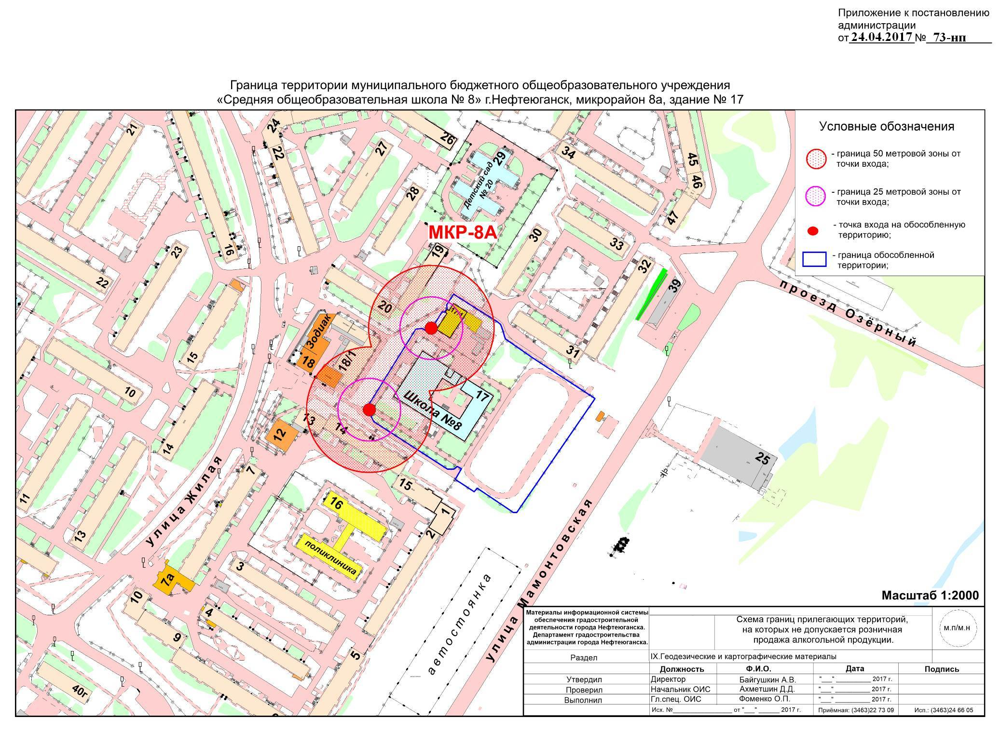 Приложение к постановлению
администрации
от 24.04.2017 № 73-нп
Граница территории муниципального бюджетного общеобразовательного учреждения
«Средняя общеобразовательная школа № 8» г.Нефтеюганск, микрорайон 8а, здание № 17
Условные обозначения
- граница 50 метровой зоны от
точки входа;
- граница 25 метровой зоны от
точки входа;
- точка входа на обособленную
территорию;
- граница обособленной
территории;
21
24
22
26
27
28
29
Детский сад
№ 20
34
45
46
47
МКР-8А
16
23
22
19
30
33
32
39
проезд Озёрный
20
Зодиак
18
18/1
31
15
10
17
Школа №8
13
14
12
14
7
25
15
11
13
улица Жилая
16
поликлиника
1
2
3
7а
10
4
9
5
40г
автостоянка
улица Мамонтовская
Масштаб 1:2000
Материалы информационной системы
обеспечения градостроительной
деятельности города Нефтеюганска.
Департамент градостроительства
администрации города Нефтеюганска.
Схема границ прилегающих территорий,
на которых не допускается розничная
продажа алкогольной продукции.
м.п/м.н
Раздел IX.Геодезические и картографические материалы
Должность Ф.И.О. Дата Подпись
Утвердил Директор Байгушкин А.В. "___" __________ 2017 г.
Проверил Начальник ОИС Ахметшин Д.Д. "___" __________ 2017 г.
Выполнил Гл.спец. ОИС Фоменко О.П. "___" __________ 2017 г.
Исх. №_________________ от "___" ______ 2017 г. Приёмная: (3463)22 73 09 Исп.: (3463)24 66 05